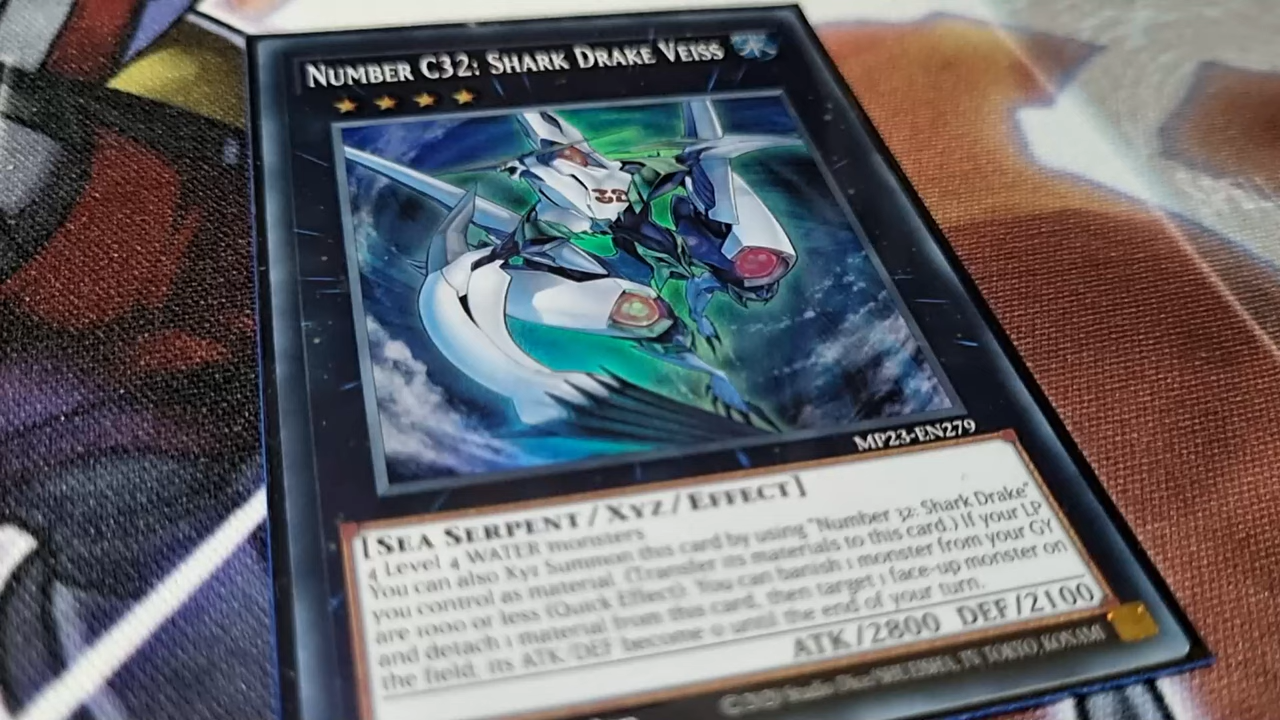 NUMBER C32: SHARK DRAKE VEISS
32
MP23-EN279
[SEA SERPENT/XYZ/EFFECT]
4 Level 4 WATER monsters
You can also Xyz Summon this card by using "Number 32: Shark Drake"
you control as material. (Transfer its materials to this card.) If your LP
are 1000 or less (Quick Effect): You can banish 1 monster from your GY
and detach 1 material from this card, then target 1 face-up monster on
the field; its ATK/DEF become 0 until the end of your turn.
ATK/2800 DEF/2100
TOKYO, KONAMI